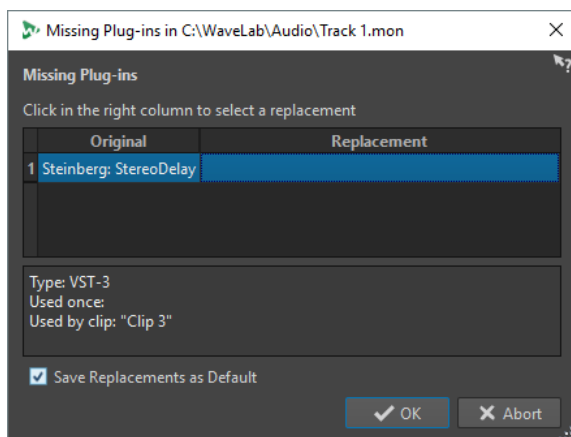 Missing Plug-ins in C:\WaveLab\Audio\Track 1.mon
Missing Plug-ins
Click in the right column to select a replacement
Original Replacement
1 Steinberg: StereoDelay
Type: VST-3
Used once:
Used by clip: "Clip 3"
Save Replacements as Default
OK Abort